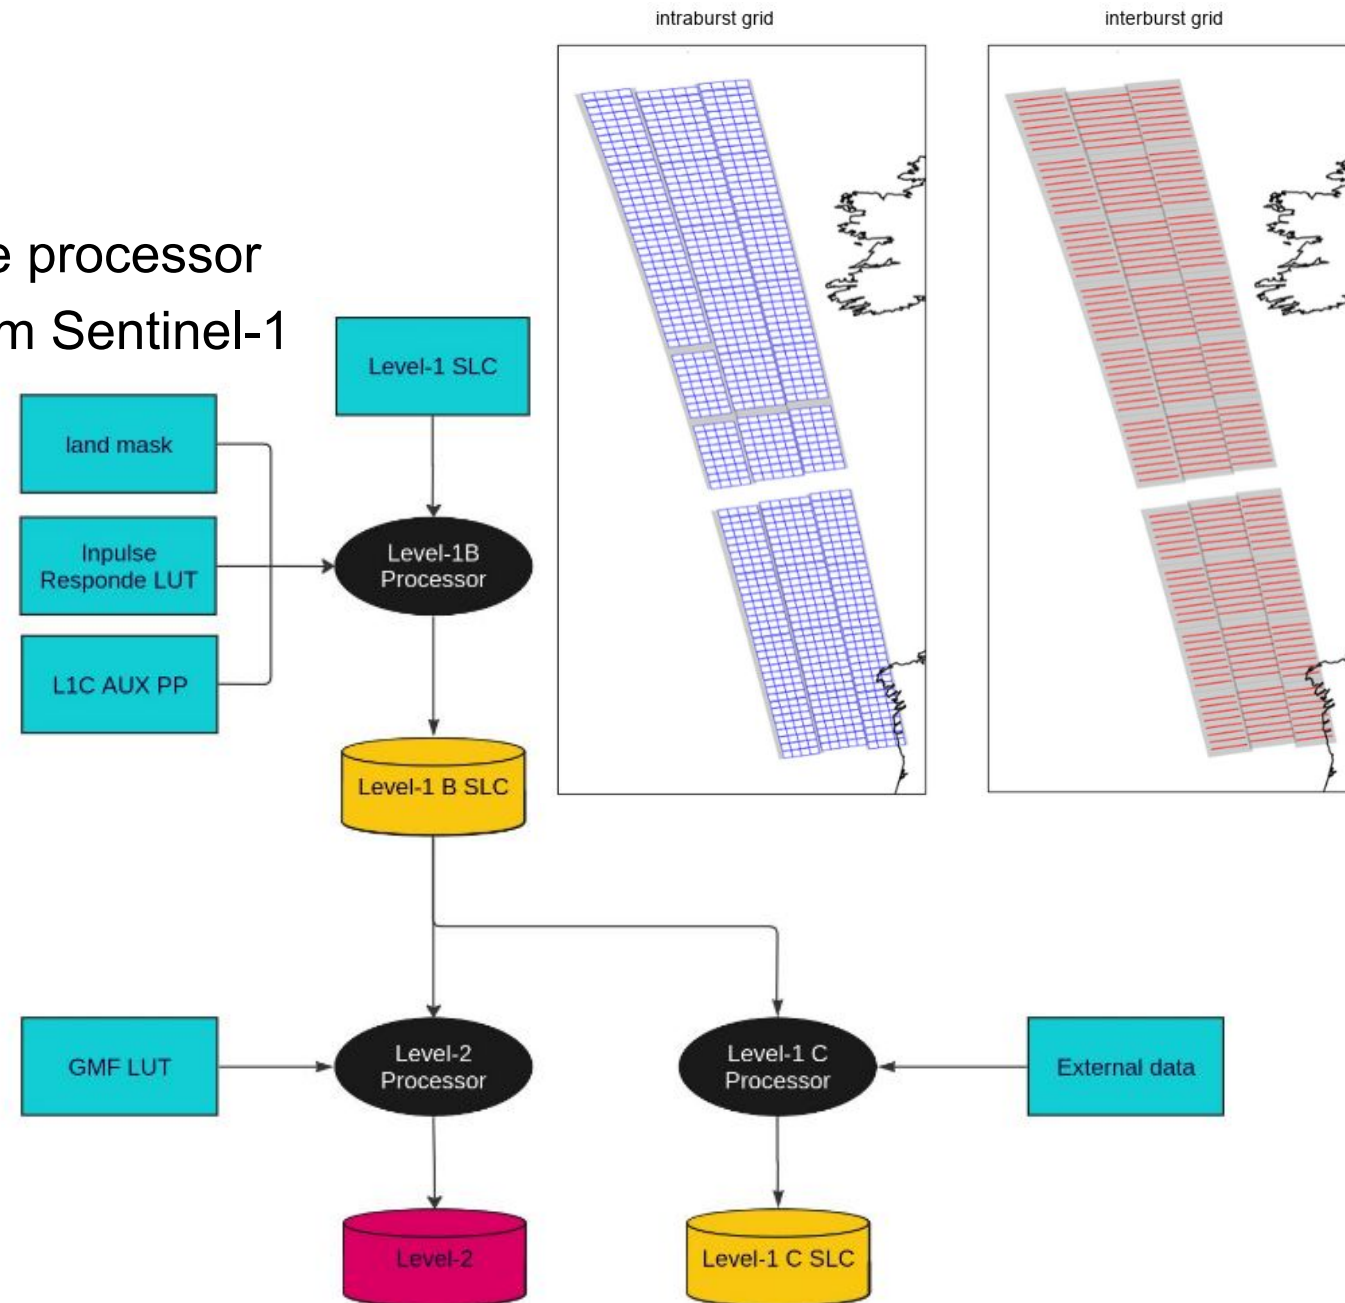 intraburst grid
interburst grid
e processor
m Sentinel-1
Level-1 SLC
land mask
Inpulse
Responde LUT
L1C AUX PP
Level-1B
Processor
Level-1 B SLC
GMF LUT
Level-2
Processor
Level-1 C
Processor
External data
Level-2
Level-1 C SLC